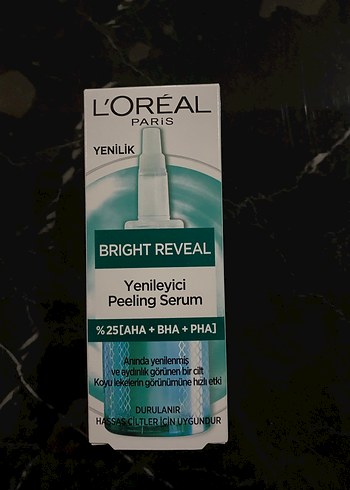 L'ORÉAL
PARiS
YENİLİK
BRIGHT REVEAL
Yenileyici
Peeling Serum
%25[AHA + BHA + PHA]
Anında yenilenmiş
ve aydınlık görünen bir cilt
Koyu lekelerin görünümüne hızlı etki
DURULANIR
HASSAS CİLTLER İÇİN UYGUNDUR